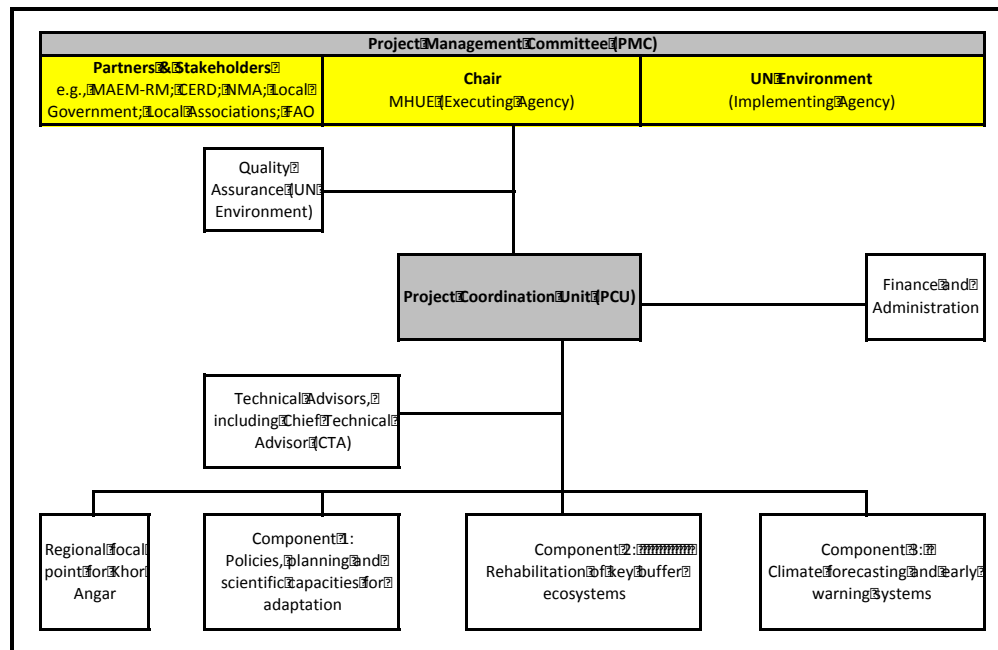 Project Management Committee (PMC)
Partners & Stakeholders
e.g., MAEM-RM; CERD; NMA; Local
Government; Local Associations; FAO
Chair
MHUE (Executing Agency)
UN Environment
(Implementing Agency)
Quality
Assurance (UN
Environment)
Project Coordination Unit (PCU)
Finance and
Administration
Technical Advisors,
including Chief Technical
Advisor (CTA)
Regional focal
point for Khor
Angar
Component 1:
Policies, planning and
scientific capacities for
adaptation
Component 2:
Rehabilitation of key buffer
ecosystems
Component 3:
Climate forecasting and early
warning systems